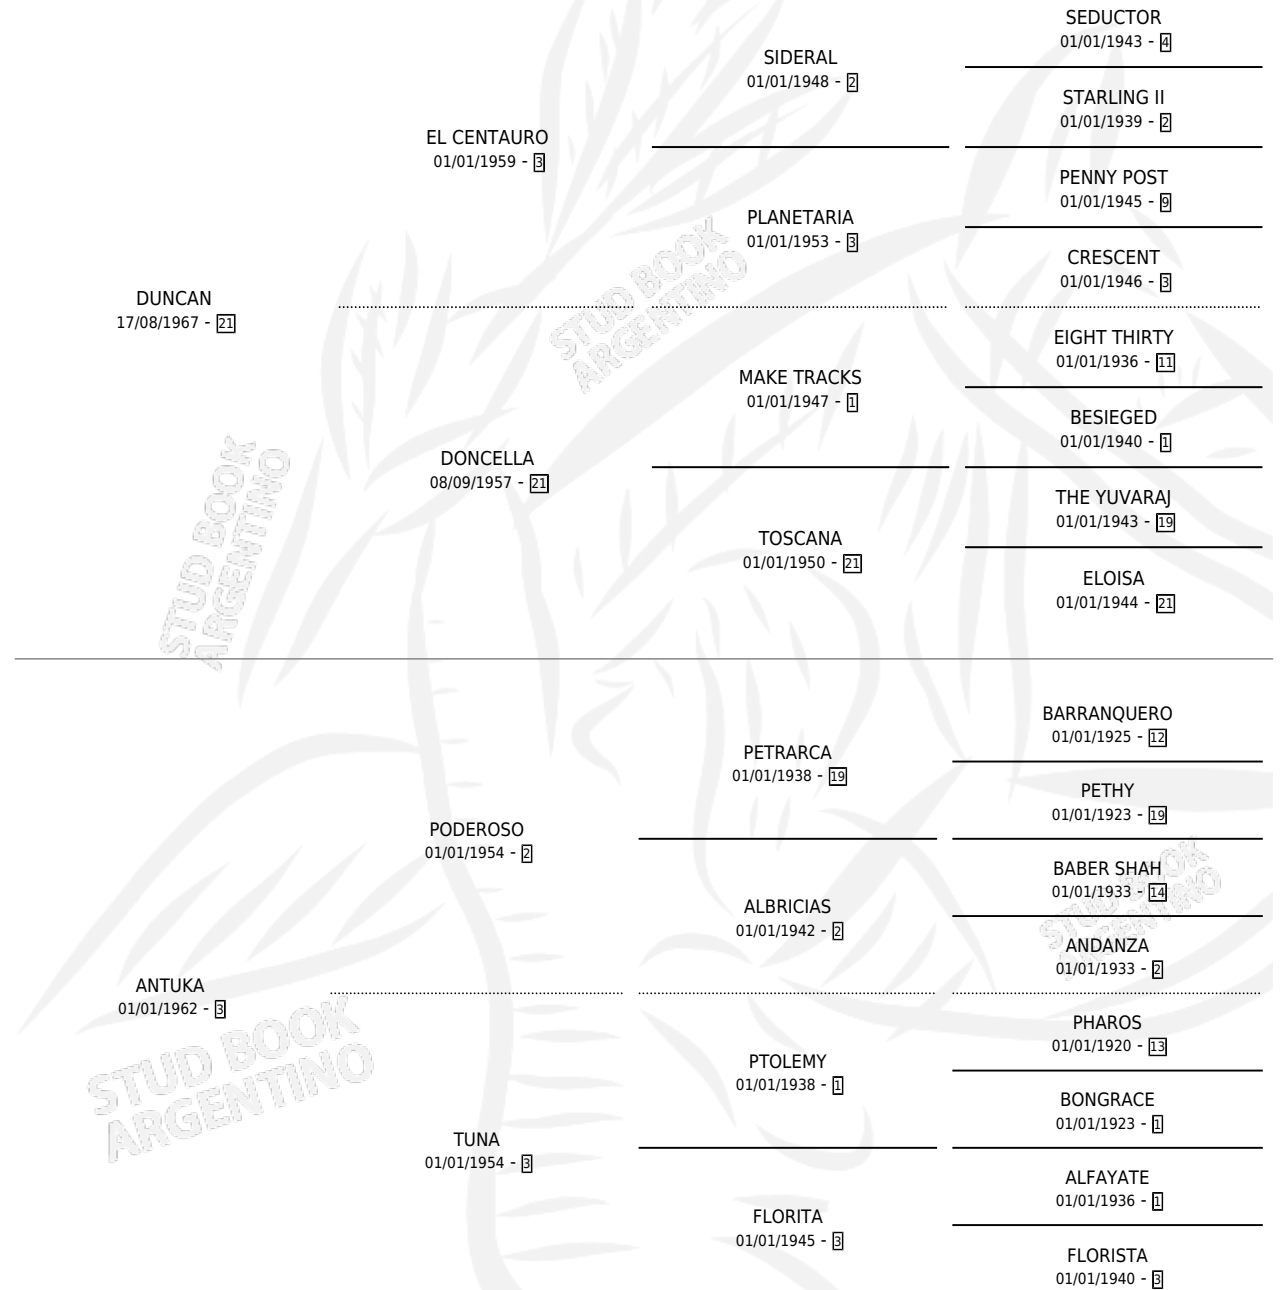 SEDUCTOR
01/01/1943 - 4
SIDERAL
01/01/1948 - 2
STARLING II
01/01/1939 - 2
EL CENTAURO
01/01/1959 - 3
PENNY POST
01/01/1945 - 9
PLANETARIA
01/01/1953 - 3
CRESCENT
01/01/1946 - 3
DUNCAN
17/08/1967 - 21
EIGHT THIRTY
01/01/1936 - 11
MAKE TRACKS
01/01/1947 - 1
BESIEGED
01/01/1940 - 1
DONCELLA
08/09/1957 - 21
THE YUVARAJ
01/01/1943 - 19
TOSCANA
01/01/1950 - 21
ELOISA
01/01/1944 - 21
STUD BOOK
ARGENTINO
STUD BOOK
ARGENTINO
BARRANQUERO
01/01/1925 - 12
PETRARCA
01/01/1938 - 19
PETHY
01/01/1923 - 19
PODEROSO
01/01/1954 - 2
BABER SHAH
01/01/1933 - 14
ALBRICIAS
01/01/1942 - 2
ANDANZA
01/01/1933 - 2
ANTUKA
01/01/1962 - 3
PHAROS
01/01/1920 - 13
PTOLEMY
01/01/1938 - 1
BONGRACE
01/01/1923 - 1
TUNA
01/01/1954 - 3
ALFAYATE
01/01/1936 - 1
FLORITA
01/01/1945 - 3
FLORISTA
01/01/1940 - 3
STUD BOOK
ARGENTINO
STUD BOOK
ARGENTINO